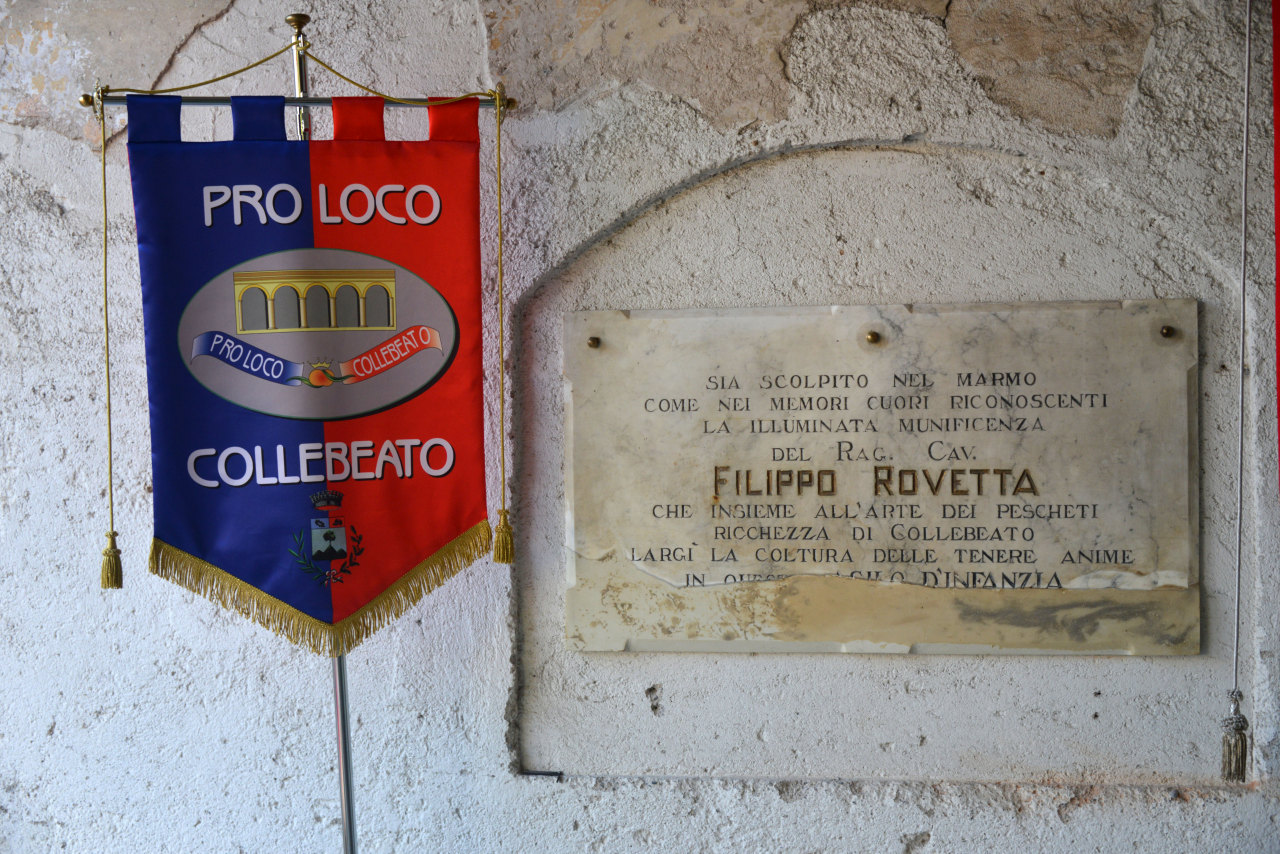 PRO LOCO
PRO LOCO COLLEBEATO
COLLEBEATO
SIA SCOLPITO NEL MARMO
COME NEI MEMORI CUORI RICONOSCENTI
LA ILLUMINATA MUNIFICENZA
DEL RAG. CAV.
FILIPPO ROVETTA
CHE INSIEME ALL'ARTE DEI PESCHETI
RICCHEZZA DI COLLEBEATO
LARGÌ LA COLTURA DELLE TENERE ANIME
IN D'INFANZIA